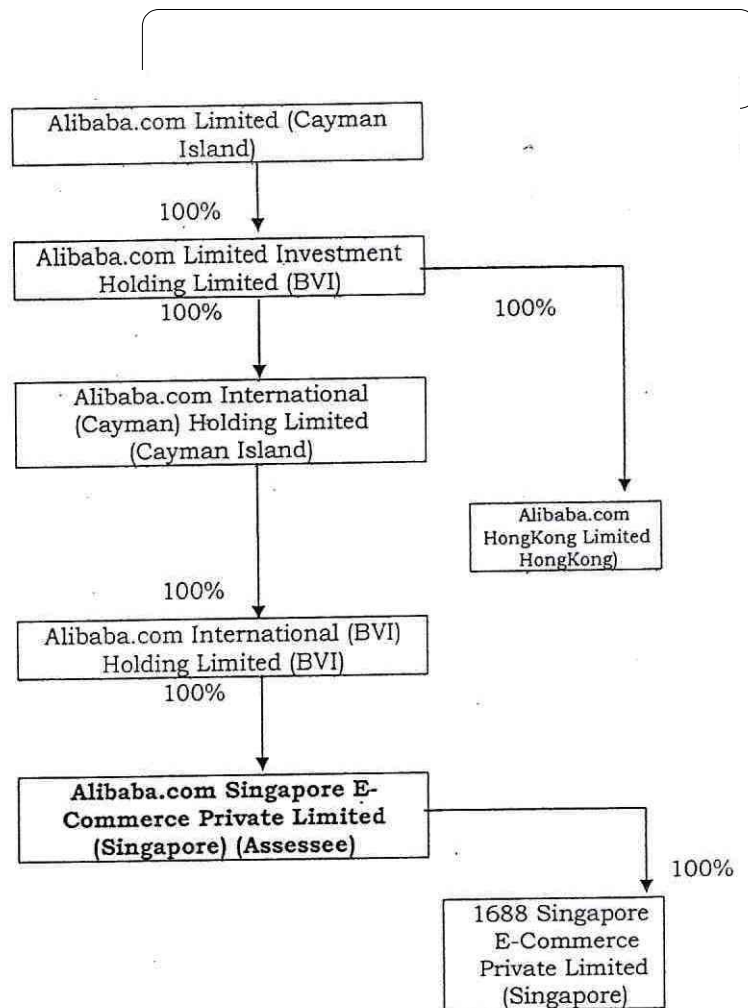 Alibaba.com Limited (Cayman
Island)
100%
Alibaba.com Limited Investment
Holding Limited (BVI)
100%
100%
Alibaba.com International
(Cayman) Holding Limited
(Cayman Island)
Alibaba.com
HongKong Limited
HongKong)
100%
Alibaba.com International (BVI)
Holding Limited (BVI)
100%
Alibaba.com Singapore E-
Commerce Private Limited
(Singapore) (Assessee)
100%
1688 Singapore
E-Commerce
Private Limited
(Singapore)